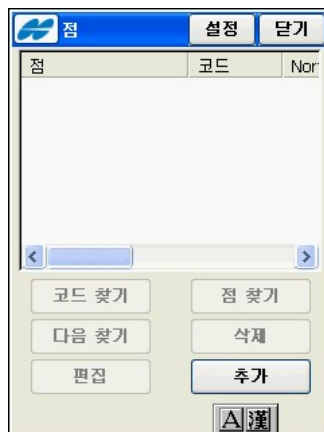 점 설정 닫기
점 코드 Nor
코드 찾기 점 찾기
다음 찾기 삭제
편집 추가
A 漢